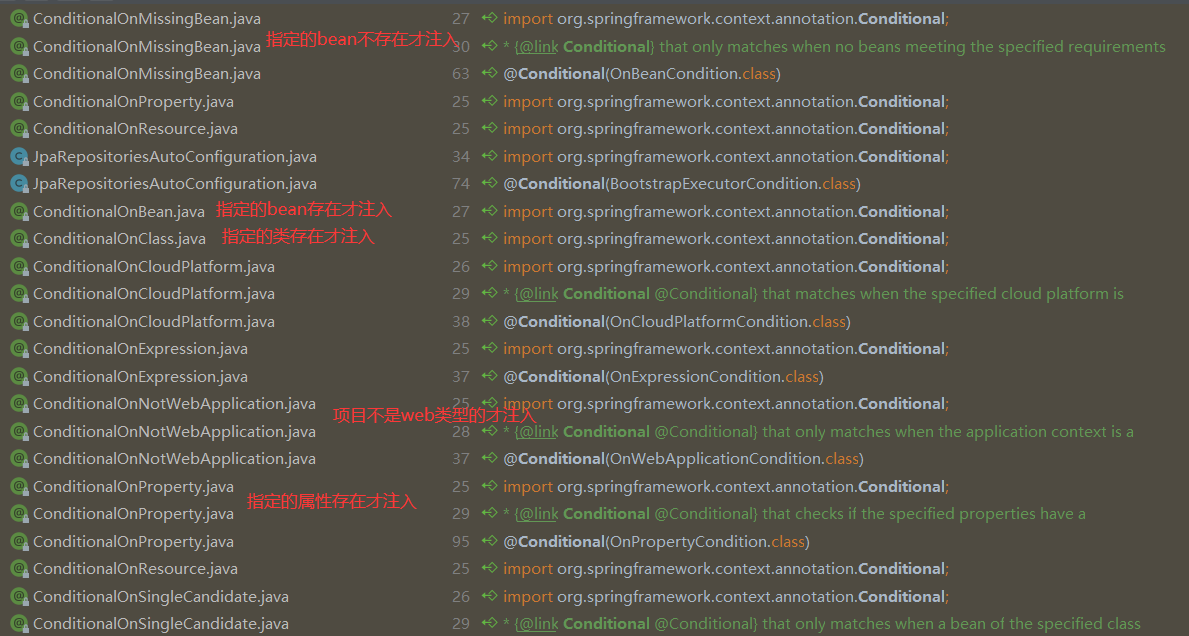 ConditionalOnMissingBean.java 27 import org.springframework.context.annotation.Conditional;
指定的bean不存在才注入
ConditionalOnMissingBean.java 30 * {@link Conditional} that only matches when no beans meeting the specified requirements
ConditionalOnMissingBean.java 63 @Conditional(OnBeanCondition.class)
ConditionalOnProperty.java 25 import org.springframework.context.annotation.Conditional;
ConditionalOnResource.java 25 import org.springframework.context.annotation.Conditional;
JpaRepositoriesAutoConfiguration.java 34 import org.springframework.context.annotation.Conditional;
JpaRepositoriesAutoConfiguration.java 74 @Conditional(BootstrapExecutorCondition.class)
ConditionalOnBean.java 指定的bean存在才注入 27 import org.springframework.context.annotation.Conditional;
ConditionalOnClass.java 指定的类存在才注入 25 import org.springframework.context.annotation.Conditional;
ConditionalOnCloudPlatform.java 26 import org.springframework.context.annotation.Conditional;
ConditionalOnCloudPlatform.java 29 * {@link Conditional @Conditional} that matches when the specified cloud platform is
ConditionalOnCloudPlatform.java 38 @Conditional(OnCloudPlatformCondition.class)
ConditionalOnExpression.java 25 import org.springframework.context.annotation.Conditional;
ConditionalOnExpression.java 37 @Conditional(OnExpressionCondition.class)
ConditionalOnNotWebApplication.java 25 import org.springframework.context.annotation.Conditional;
项目不是web类型的才注入
ConditionalOnNotWebApplication.java 28 * {@link Conditional @Conditional} that only matches when the application context is a
ConditionalOnNotWebApplication.java 37 @Conditional(OnWebApplicationCondition.class)
ConditionalOnProperty.java 25 import org.springframework.context.annotation.Conditional;
指定的属性存在才注入
ConditionalOnProperty.java 29 * {@link Conditional @Conditional} that checks if the specified properties have a
ConditionalOnProperty.java 95 @Conditional(OnPropertyCondition.class)
ConditionalOnResource.java 25 import org.springframework.context.annotation.Conditional;
ConditionalOnSingleCandidate.java 26 import org.springframework.context.annotation.Conditional;
ConditionalOnSingleCandidate.java 29 * {@link Conditional @Conditional} that only matches when a bean of the specified class